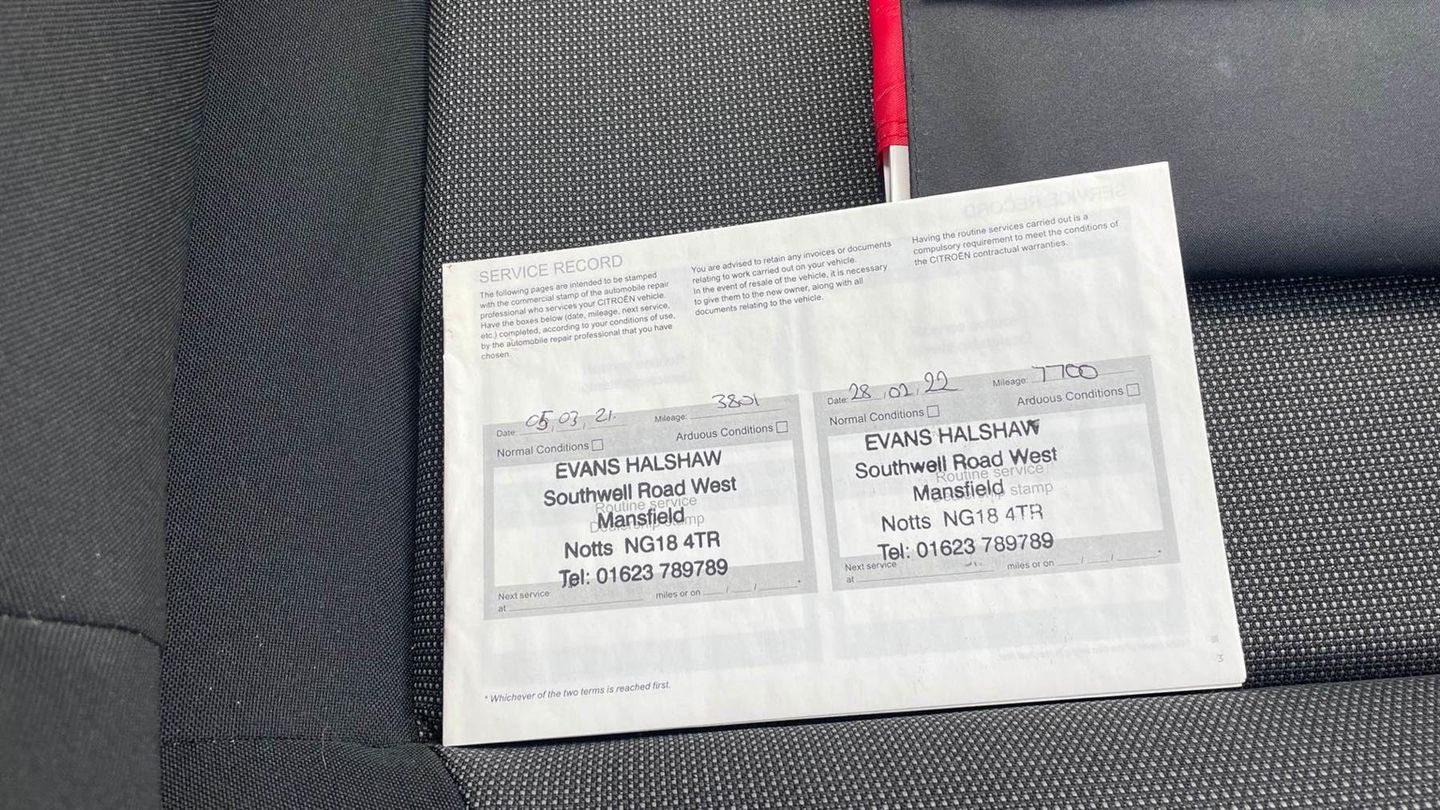 SERVICE RECORD
The following pages are intended to be stamped
with the commercial stamp of the automobile repair
professional who services your CITROËN vehicle.
Have the boxes below (date, mileage, next service,
etc.) completed, according to your conditions of use,
by the automobile repair professional that you have
chosen.
You are advised to retain any invoices or documents
relating to work carried out on your vehicle.
In the event of resale of the vehicle, it is necessary
to give them to the new owner, along with all
documents relating to the vehicle.
Having the routine services carried out is a
compulsory requirement to meet the conditions of
the CITROËN contractual warranties.
Date: 05, 03, 21. Mileage: 3801
Normal Conditions Arduous Conditions
EVANS HALSHAW
Southwell Road West
Routine service
Mansfield
stamp
Notts NG18 4TR
Tel: 01623 789789
Next service
at miles or on / / *
Date: 28, 02, 22 Mileage: 7700
Normal Conditions Arduous Conditions
EVANS HALSHAW
Southwell Road West
Routine service
Mansfield
stamp
Notts NG18 4TR
Tel: 01623 789789
Next service
at miles or on / / *
* Whichever of the two terms is reached first.
3